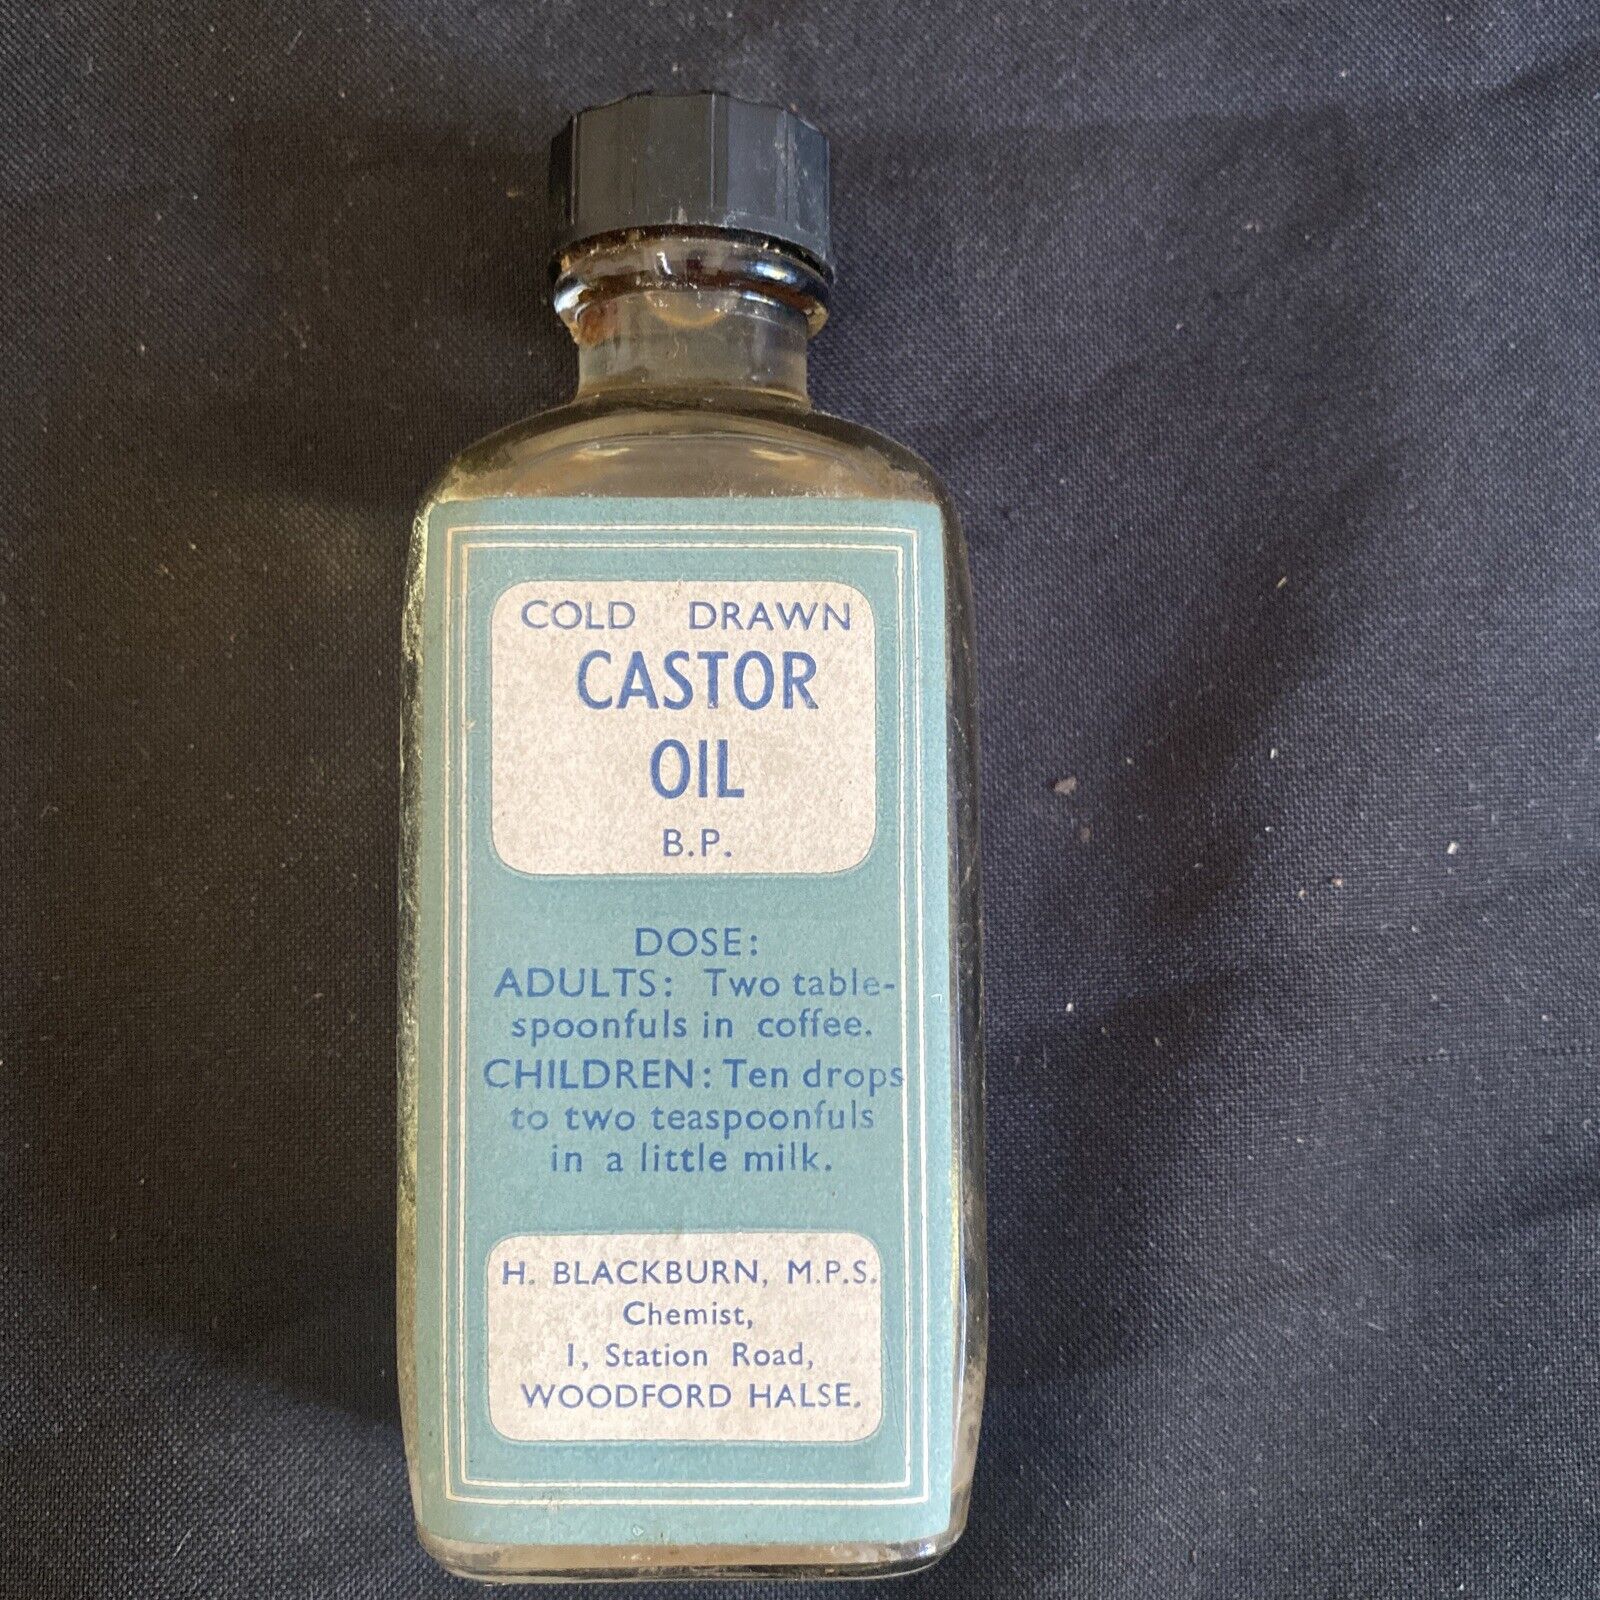 COLD DRAWN
CASTOR
OIL
B.P.
DOSE:
ADULTS: Two table-
spoonfuls in coffee.
CHILDREN: Ten drops
to two teaspoonfuls
in a little milk.
H. BLACKBURN, M.P.S.
Chemist,
1, Station Road,
WOODFORD HALSE.